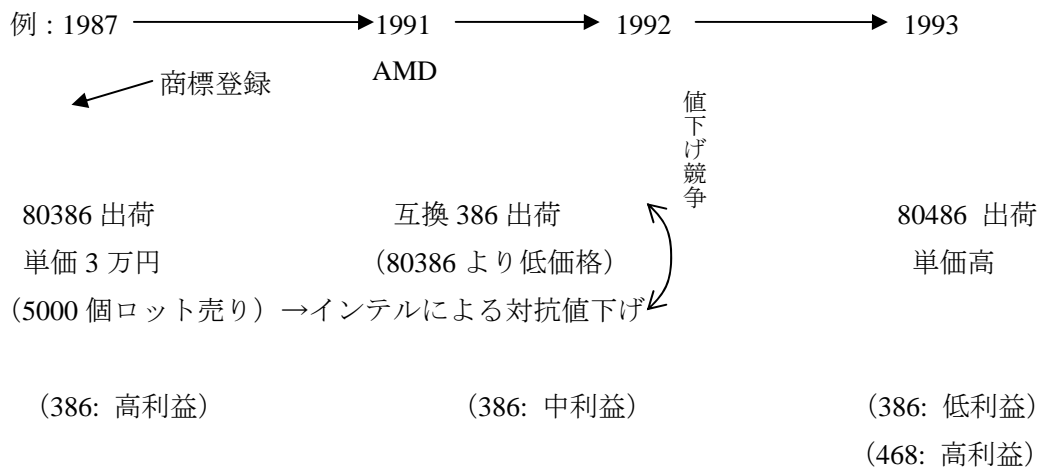 例：1987 1991 1992 1993
AMD
商標登録
値下げ競争
80386 出荷 互換 386 出荷 80486 出荷
単価 3 万円 （80386 より低価格） 単価高
（5000 個ロット売り）→インテルによる対抗値下げ
（386: 高利益） （386: 中利益） （386: 低利益）
（468: 高利益）